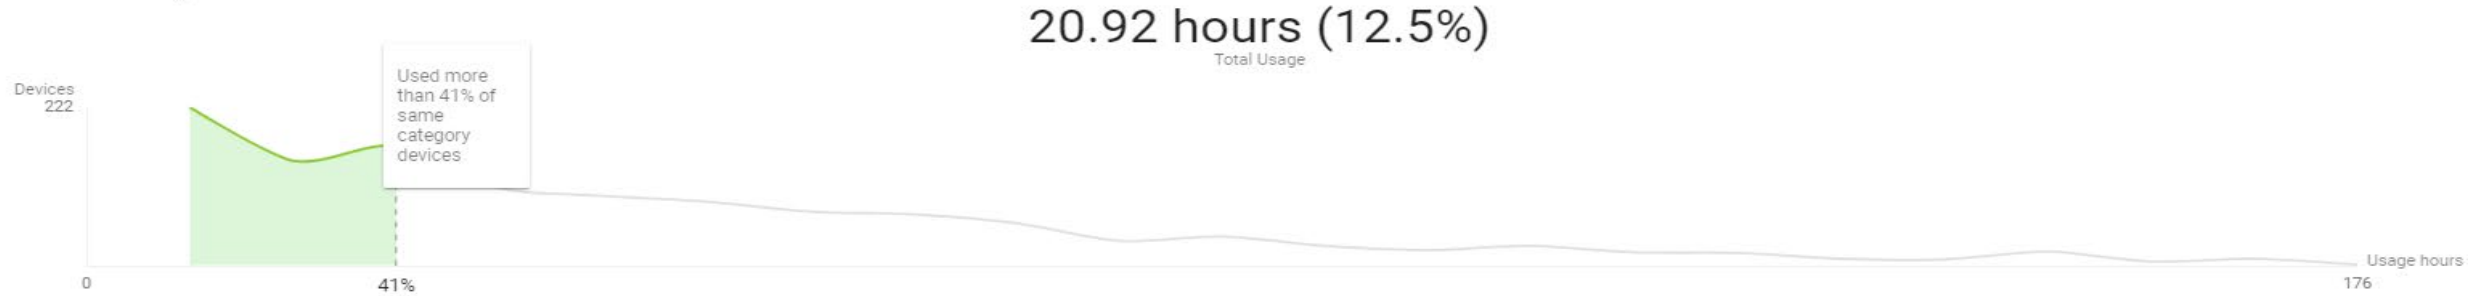 20.92 hours (12.5%)
Total Usage
Used more
than 41% of
same
category
devices
Devices
222
Usage hours
0
41%
176